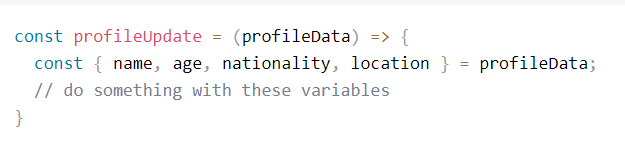 const profileUpdate = (profileData) => {
  const { name, age, nationality, location } = profileData;
  // do something with these variables
}